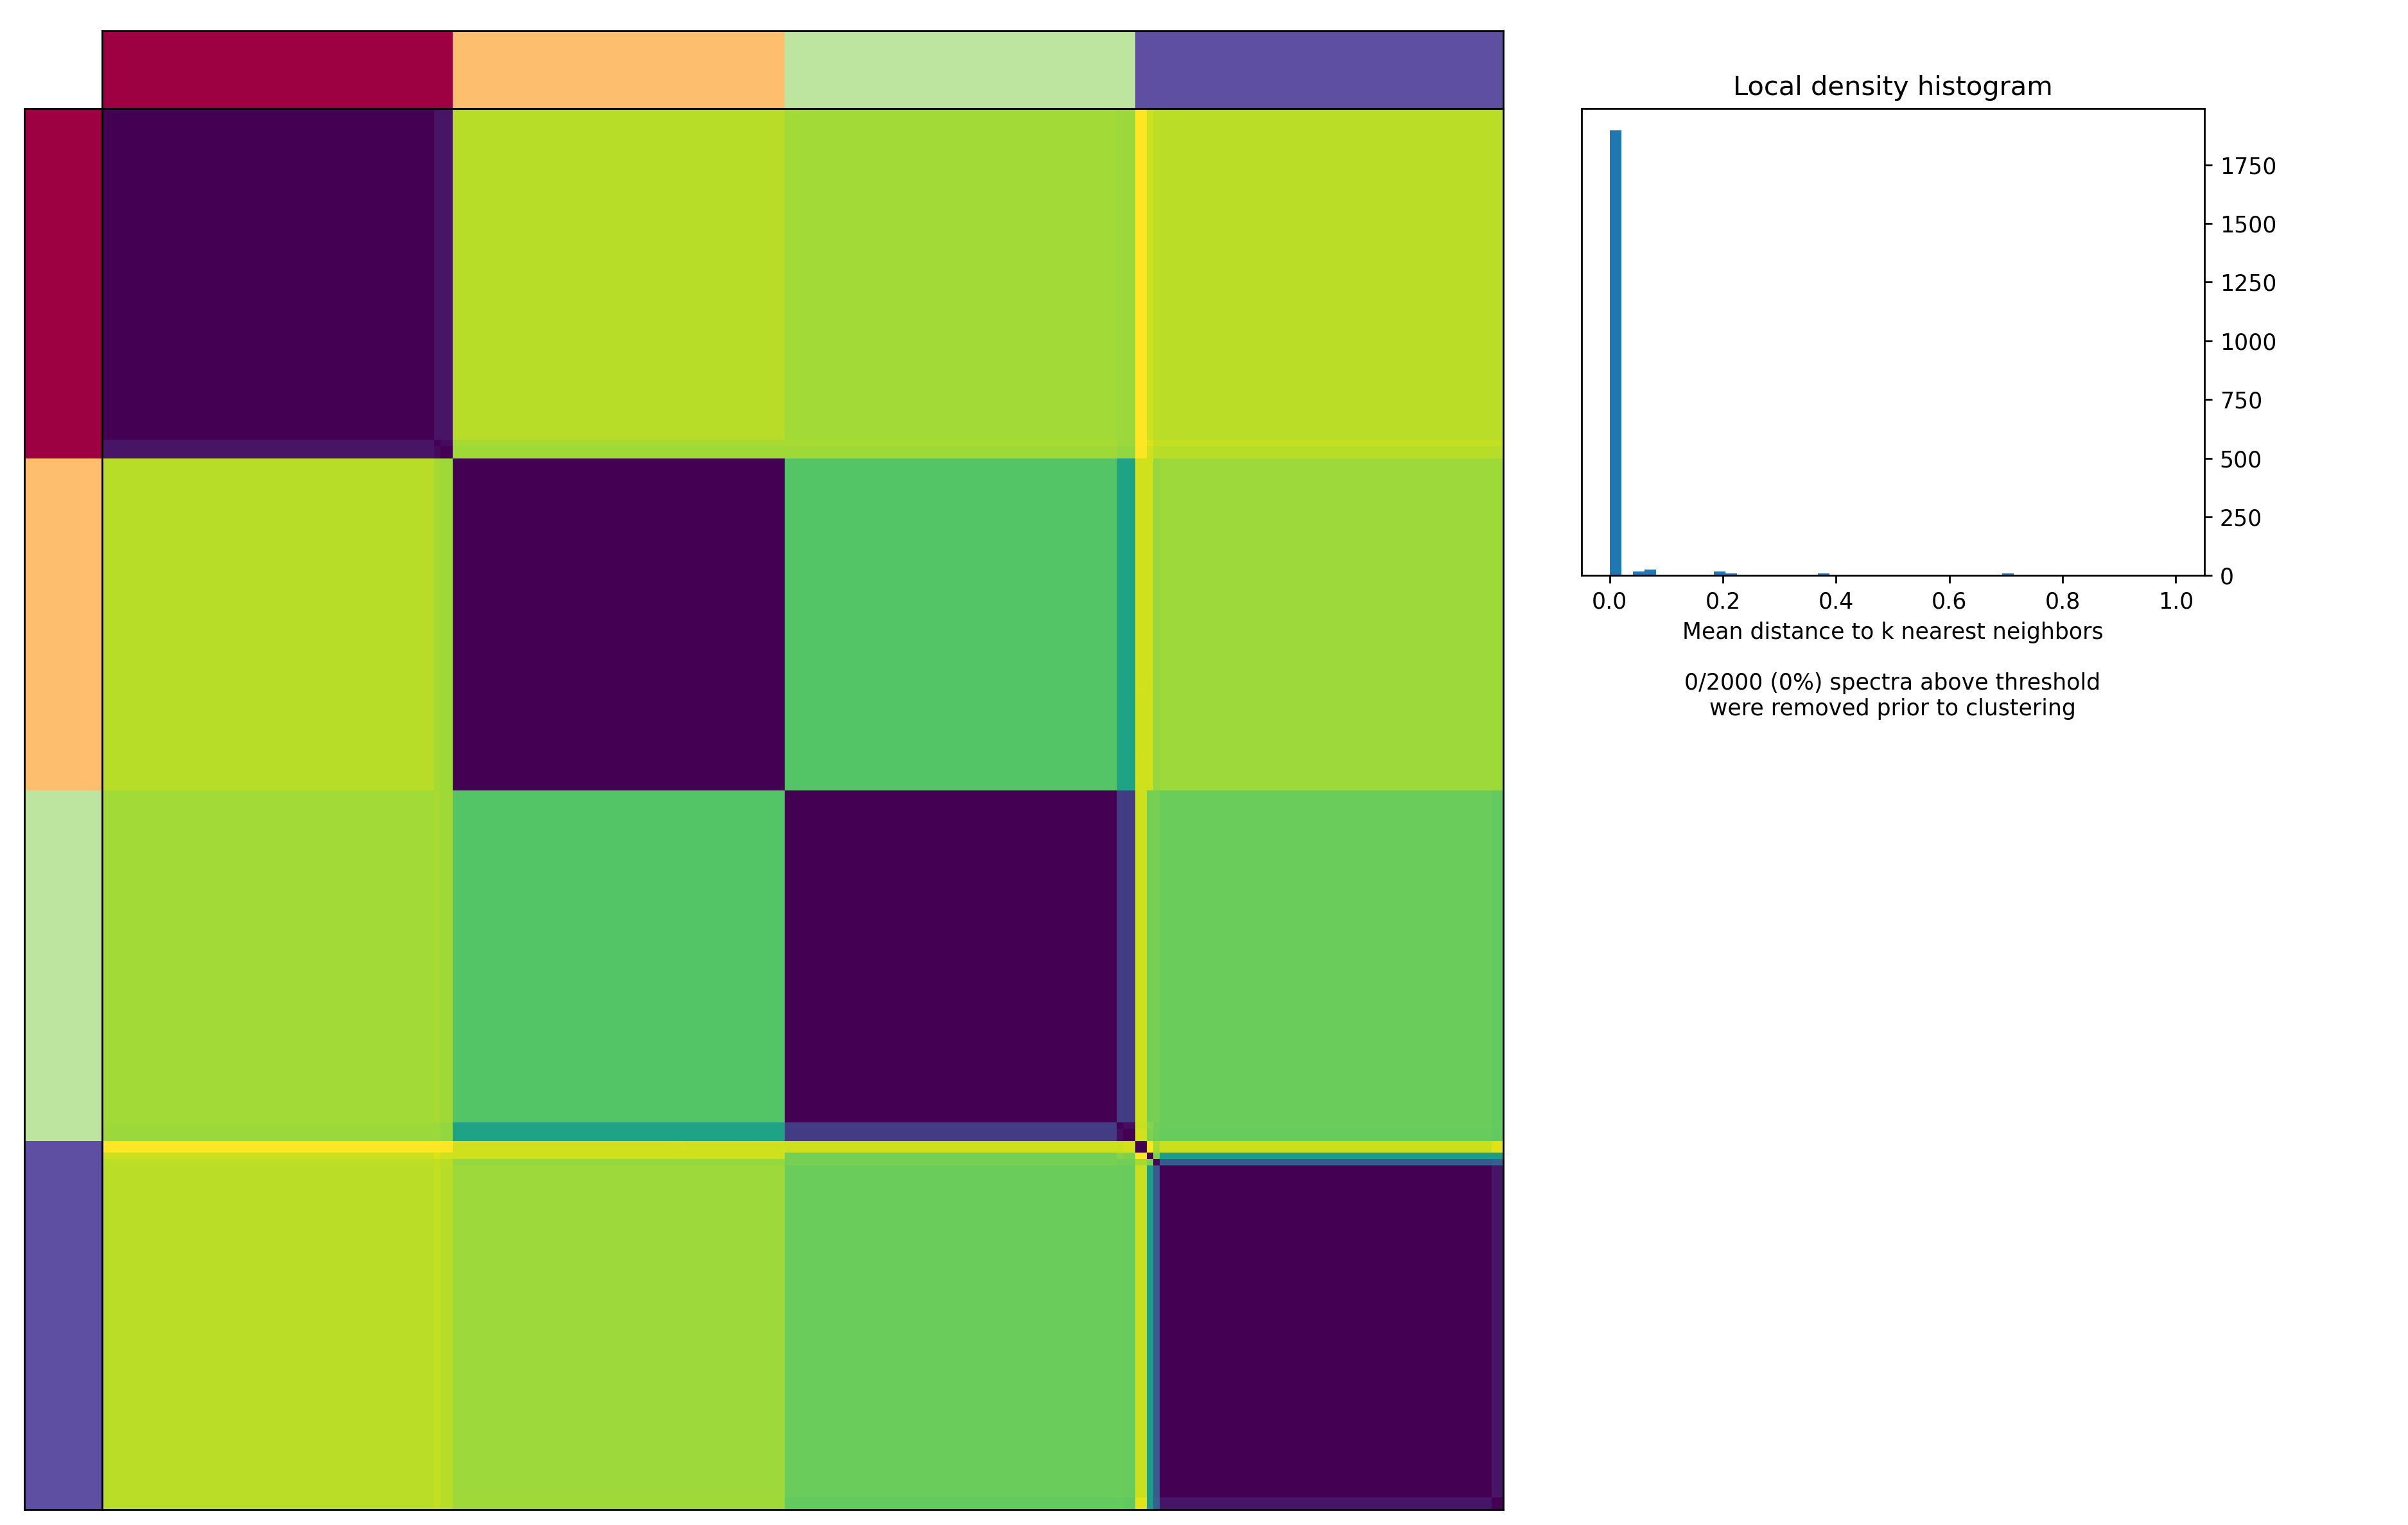 Local density histogram
1750
1500
1250
1000
750
500
250
0
0.0 0.2 0.4 0.6 0.8 1.0
Mean distance to k nearest neighbors
0/2000 (0%) spectra above threshold
were removed prior to clustering